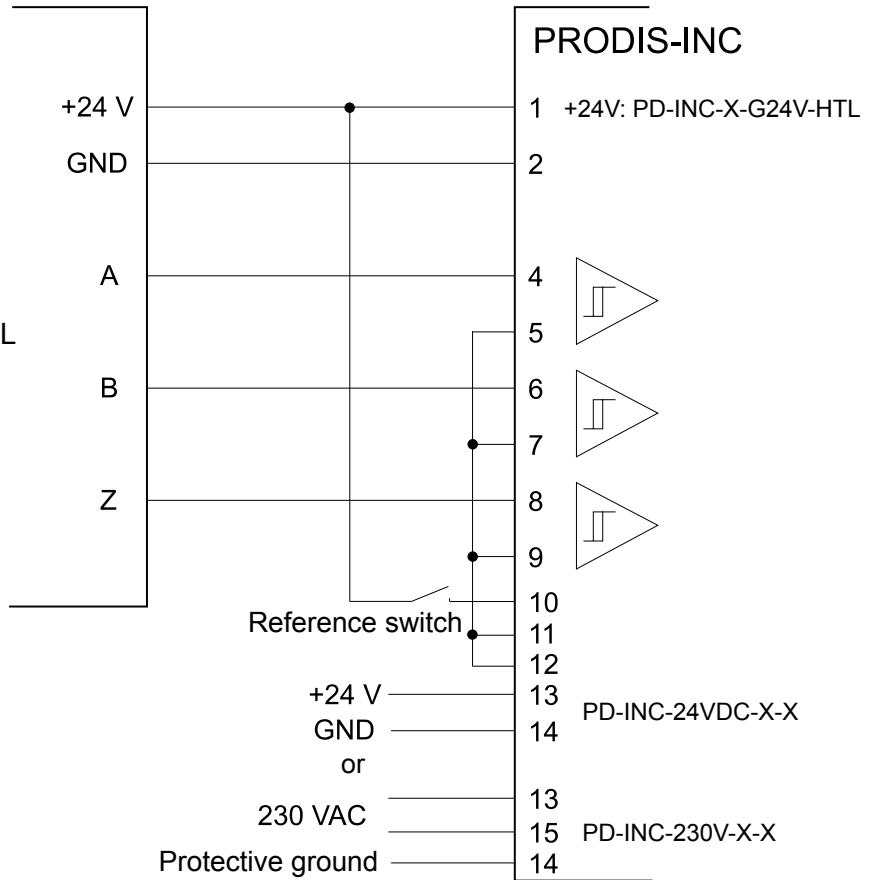 PRODIS-INC
+24 V 1 +24V: PD-INC-X-G24V-HTL
GND 2
A 4
L
5
B 6
7
Z 8
9
10
Reference switch
11
12
+24 V 13
PD-INC-24VDC-X-X
GND 14
or
13
230 VAC
15 PD-INC-230V-X-X
Protective ground 14